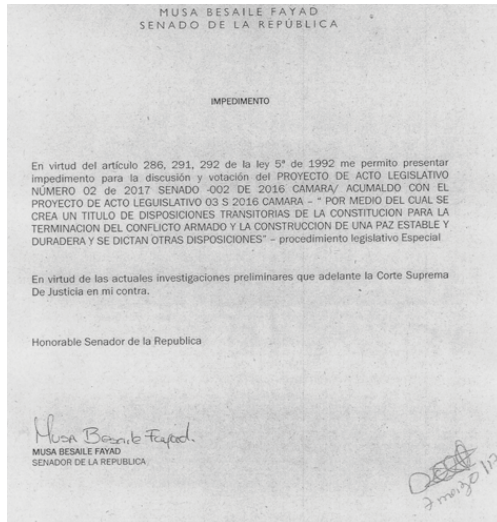 MUSA BESAILE FAYAD
SENADO DE LA REPÚBLICA
IMPEDIMENTO
En virtud del artículo 286, 291, 292 de la ley 5ª de 1992 me permito presentar
impedimento para la discusión y votación del PROYECTO DE ACTO LEGISLATIVO
NÚMERO 02 de 2017 SENADO -002 DE 2016 CAMARA/ ACUMALDO CON EL
PROYECTO DE ACTO LEGUISLATIVO 03 S 2016 CAMARA – " POR MEDIO DEL CUAL SE
CREA UN TITULO DE DISPOSICIONES TRANSITORIAS DE LA CONSTITUCION PARA LA
TERMINACION DEL CONFLICTO ARMADO Y LA CONSTRUCCION DE UNA PAZ ESTABLE Y
DURADERA Y SE DICTAN OTRAS DISPOSICIONES" – procedimiento legislativo Especial
En virtud de las actuales investigaciones preliminares que adelante la Corte Suprema
De Justicia en mi contra.
Honorable Senador de la Republica
Musa Besaile Fayad.
MUSA BESAILE FAYAD
SENADOR DE LA REPUBLICA
7 marzo /17